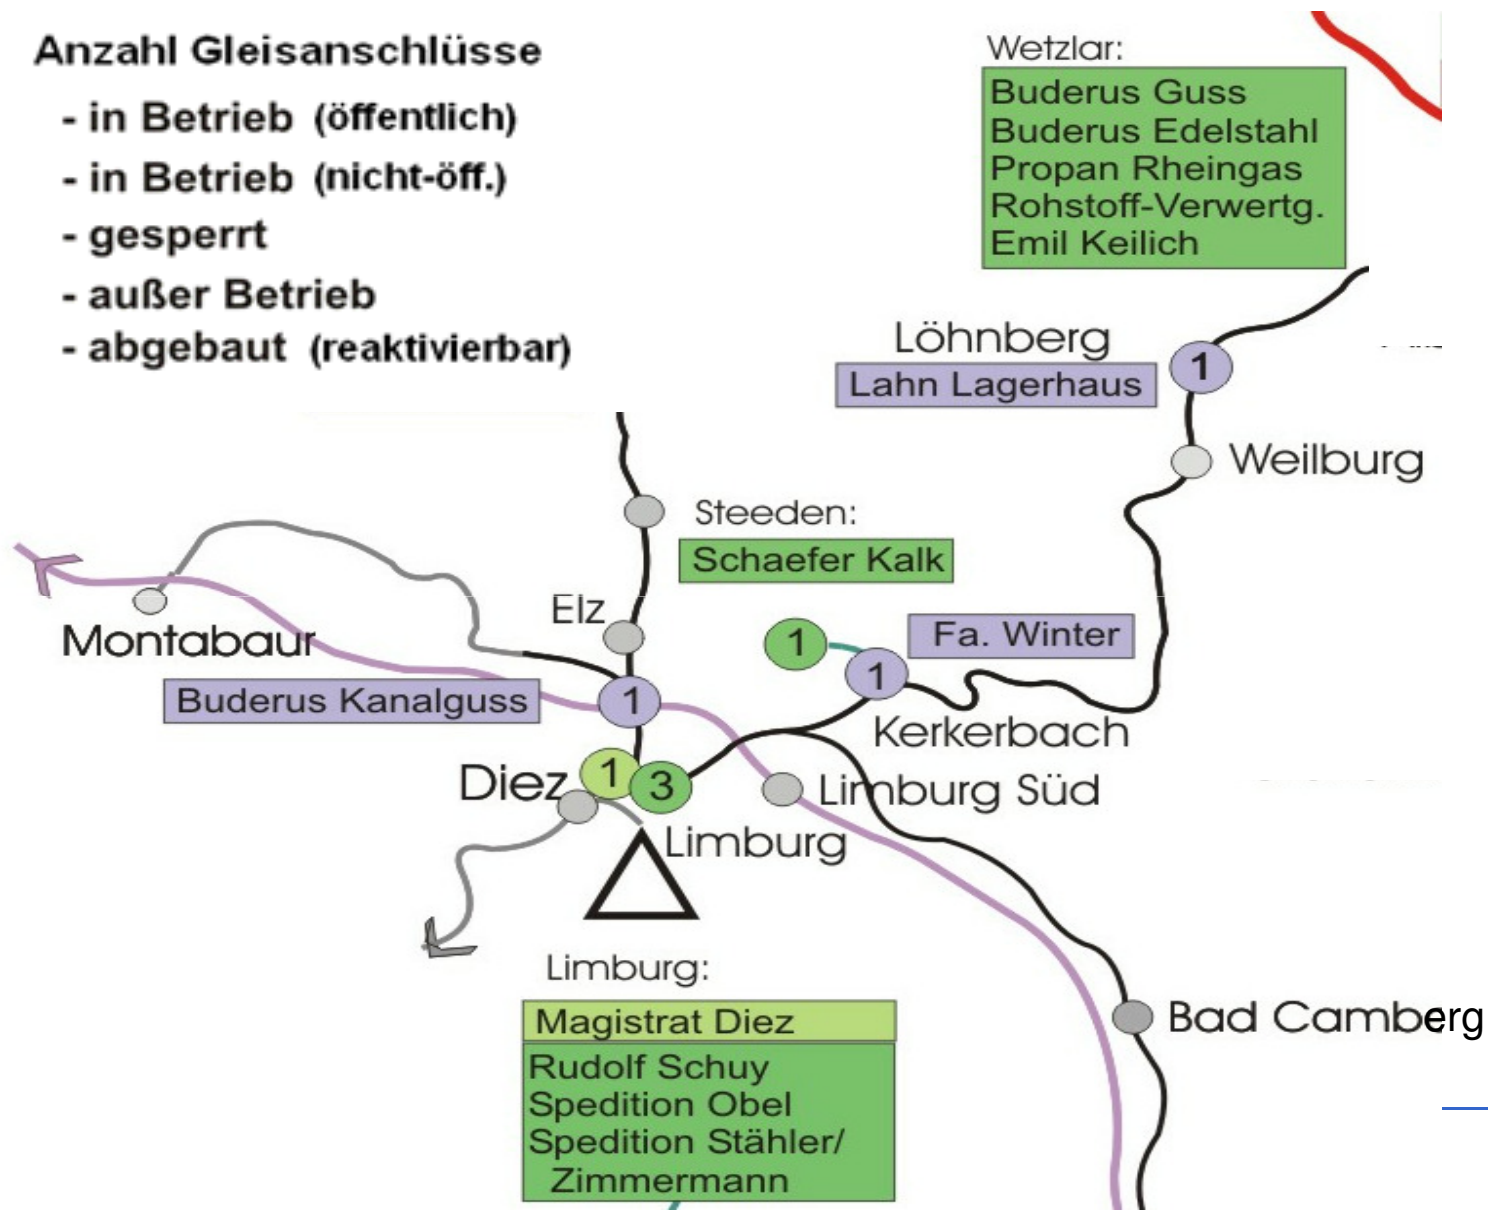 Anzahl Gleisanschlüsse
- in Betrieb (öffentlich)
- in Betrieb (nicht-öff.)
- gesperrt
- außer Betrieb
- abgebaut (reaktivierbar)
Wetzlar:
Buderus Guss
Buderus Edelstahl
Propan Rheingas
Rohstoff-Verwertg.
Emil Keilich
Löhnberg
Lahn Lagerhaus
1
Weilburg
Steeden:
Schaefer Kalk
Elz
Montabaur
1
Fa. Winter
1
Buderus Kanalguss
1
Kerkerbach
Diez
1
3
Limburg Süd
Limburg
Limburg:
Magistrat Diez
Rudolf Schuy
Spedition Obel
Spedition Stähler/
Zimmermann
Bad Camberg